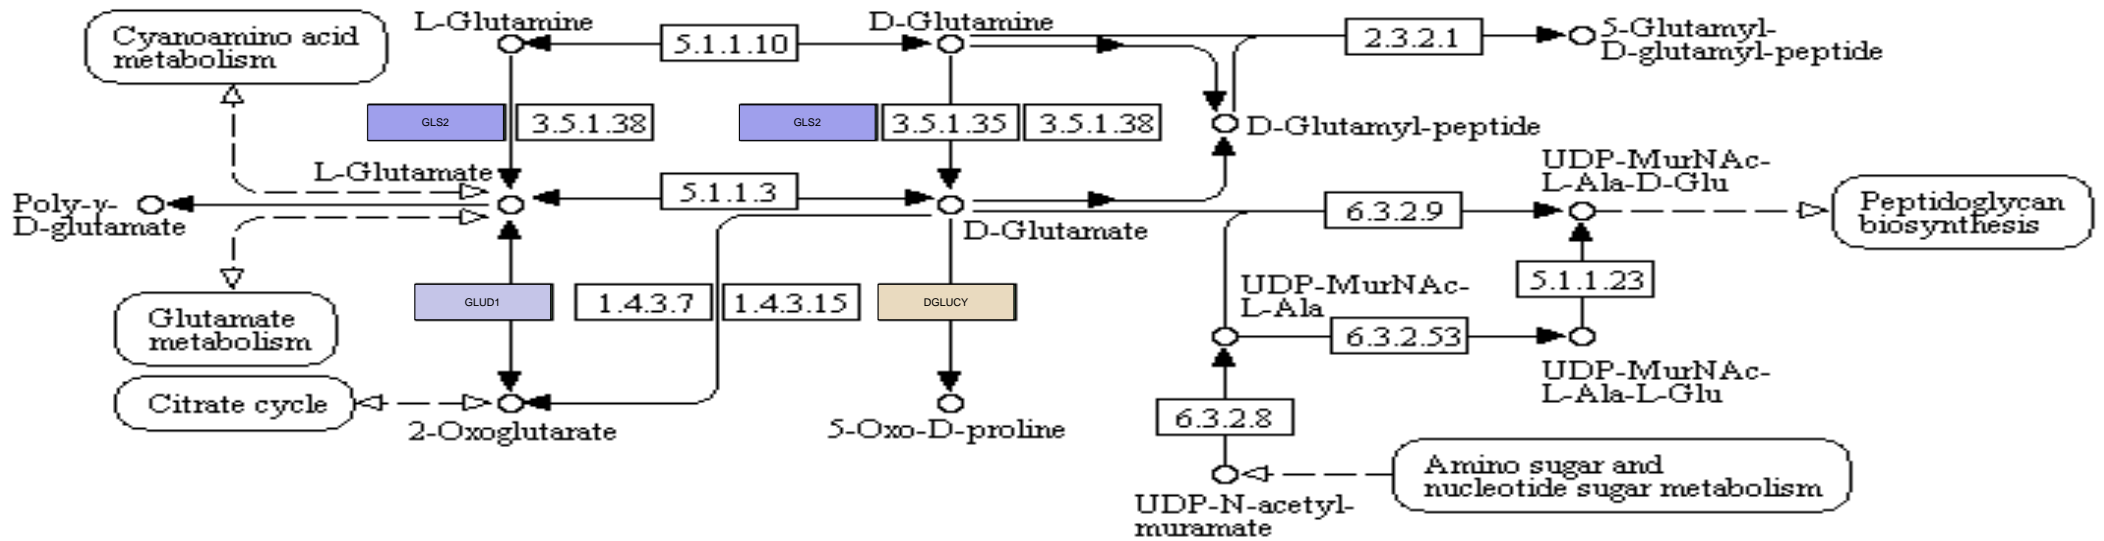 L-Glutamine
D-Glutamine
Cyanoamino acid
metabolism
5.1.1.10
2.3.2.1
5-Glutamyl-
D-glutamyl-peptide
GLS2
3.5.1.38
GLS2
3.5.1.35
3.5.1.38
D-Glutamyl-peptide
L-Glutamate
5.1.1.3
UDP-MurNAc-
L-Ala-D-Glu
Poly-γ-
D-glutamate
6.3.2.9
Peptidoglycan
biosynthesis
D-Glutamate
GLUD1
1.4.3.7
1.4.3.15
DGLUCY
UDP-MurNAc-
L-Ala
5.1.1.23
Glutamate
metabolism
6.3.2.53
UDP-MurNAc-
L-Ala-L-Glu
Citrate cycle
2-Oxoglutarate
5-Oxo-D-proline
6.3.2.8
Amino sugar and
nucleotide sugar metabolism
UDP-N-acetyl-
muramate